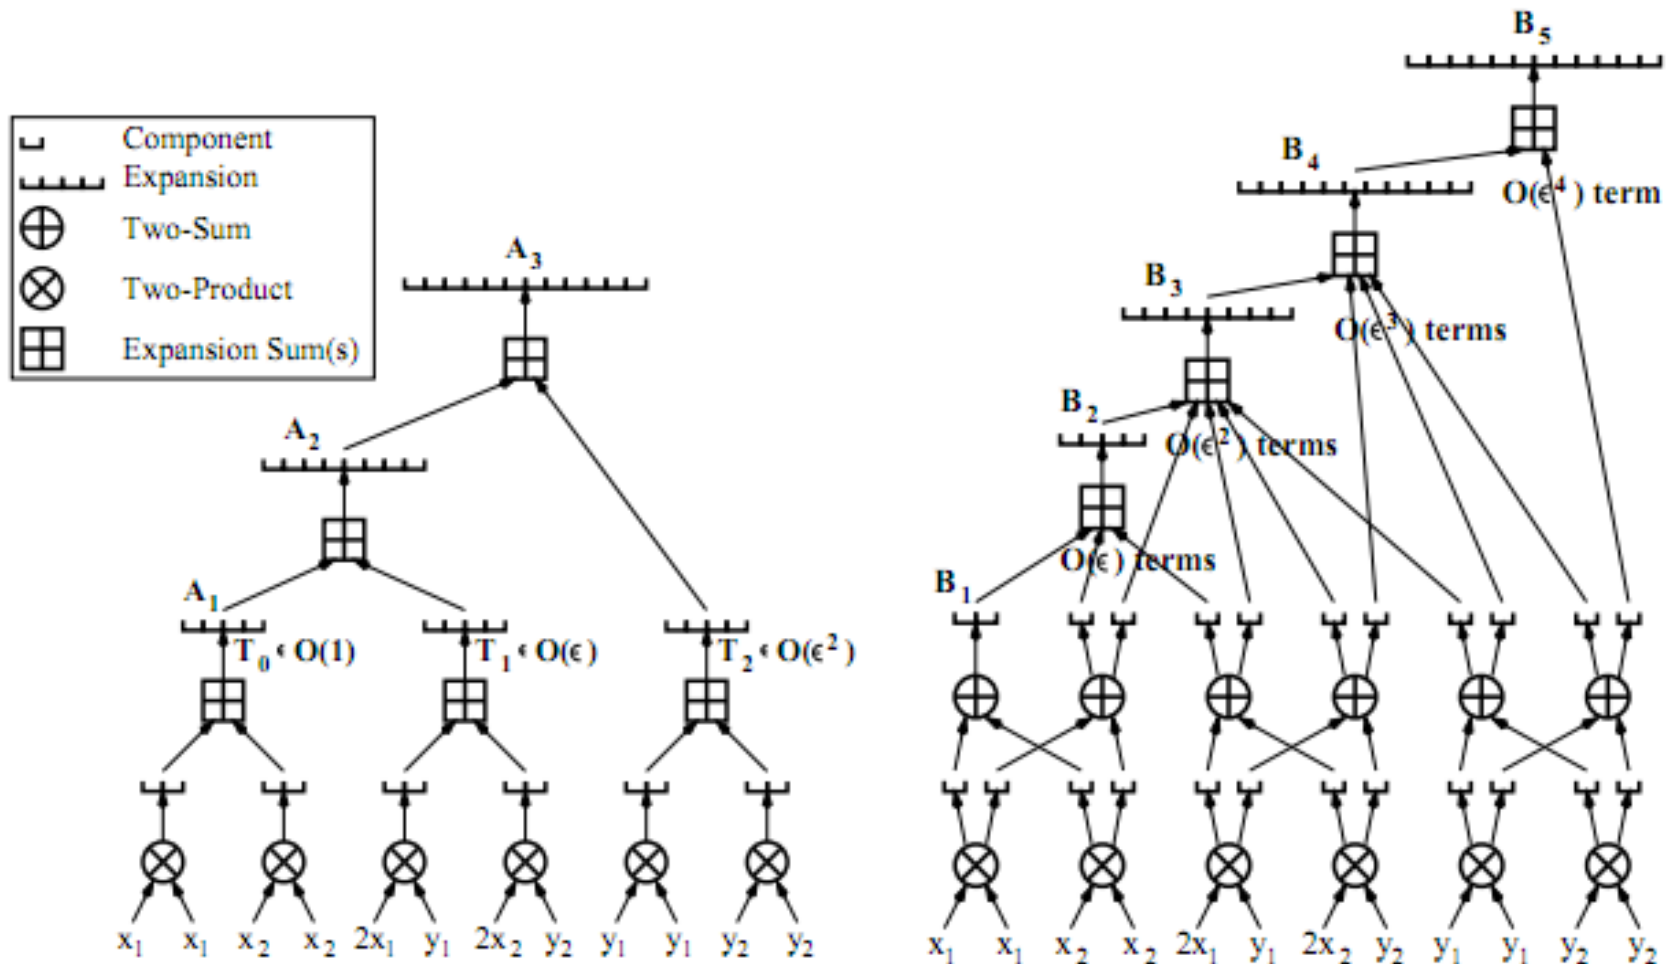 Component
Expansion
Two-Sum
Two-Product
Expansion Sum(s)
A₃
A₂
A₁
T₀ ∈ O(1)
T₁ ∈ O(ϵ)
T₂ ∈ O(ϵ²)
x₁ x₁ x₂ x₂ 2x₁ y₁ 2x₂ y₂ y₁ y₁ y₂ y₂
B₅
B₄
O(ϵ⁴) term
B₃
O(ϵ³) terms
B₂
O(ϵ²) terms
O(ϵ) terms
B₁
x₁ x₁ x₂ x₂ 2x₁ y₁ 2x₂ y₂ y₁ y₁ y₂ y₂